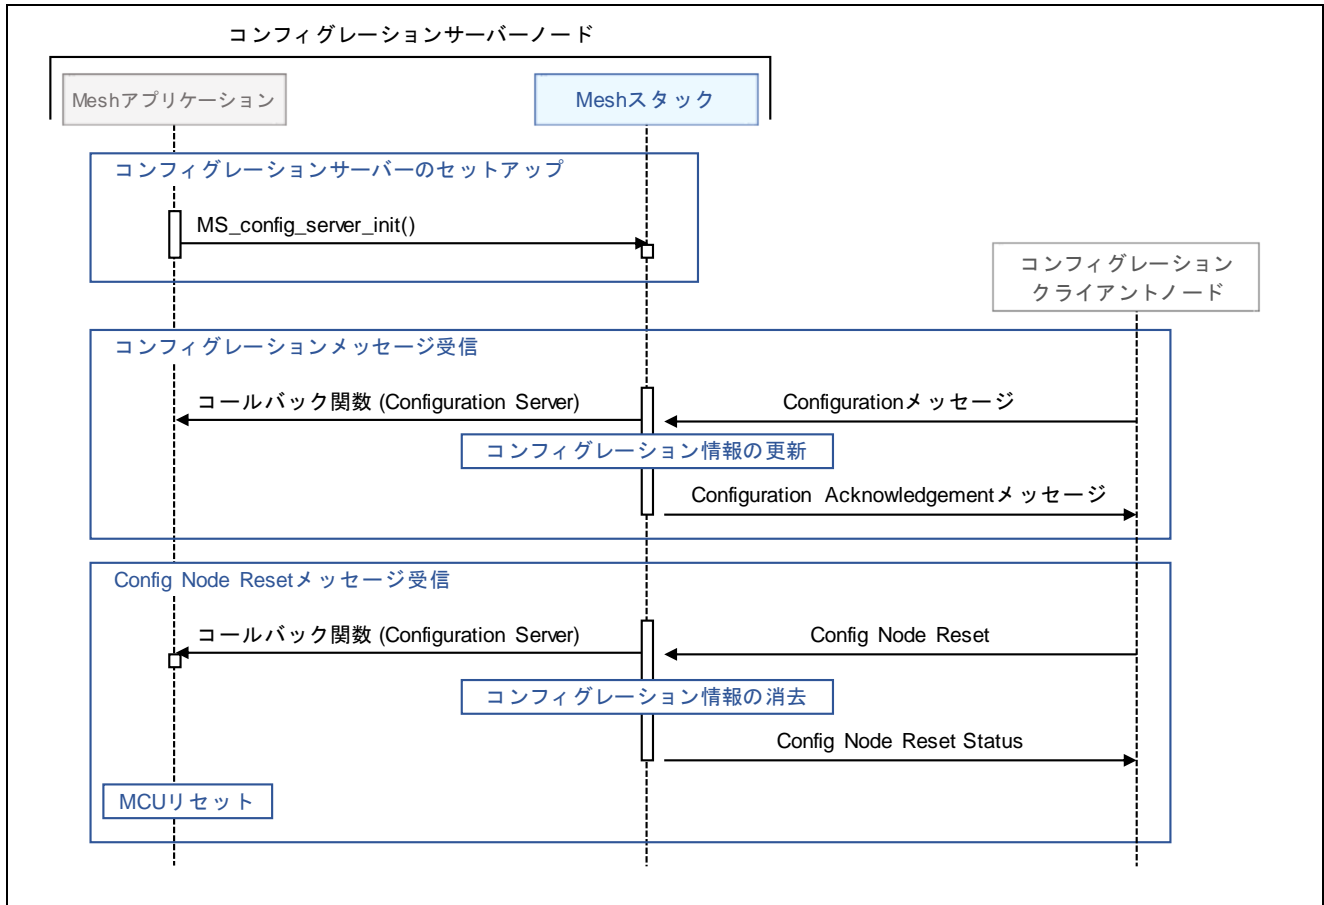 コンフィグレーションサーバーノード
Meshアプリケーション
Meshスタック
コンフィグレーションサーバーのセットアップ
MS_config_server_init()
コンフィグレーション
クライアントノード
コンフィグレーションメッセージ受信
コールバック関数 (Configuration Server)
Configurationメッセージ
コンフィグレーション情報の更新
Configuration Acknowledgementメッセージ
Config Node Resetメッセージ受信
コールバック関数 (Configuration Server)
Config Node Reset
コンフィグレーション情報の消去
Config Node Reset Status
MCUリセット